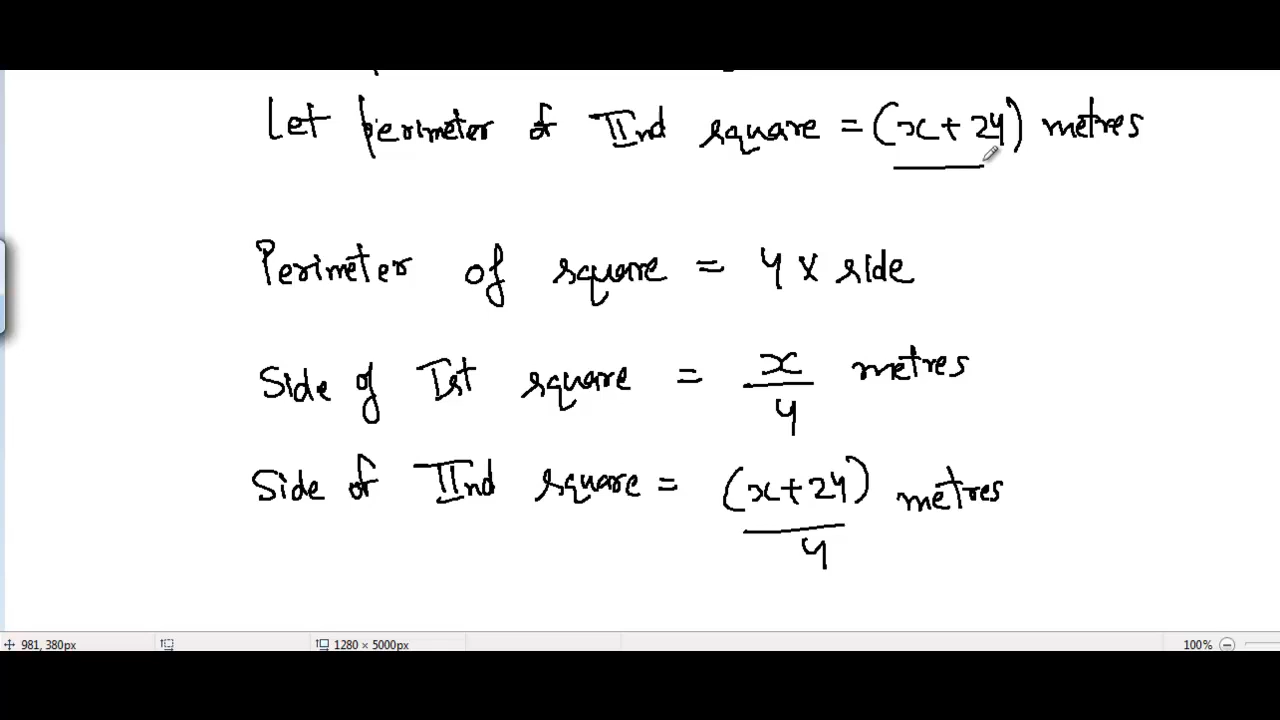 Let perimeter of IInd square = (x + 24) metres
Perimeter of square = 4 x side
Side of Ist square = x/4 metres
Side of IInd square = (x+24)/4 metres
981, 380px 1280 × 5000px 100%